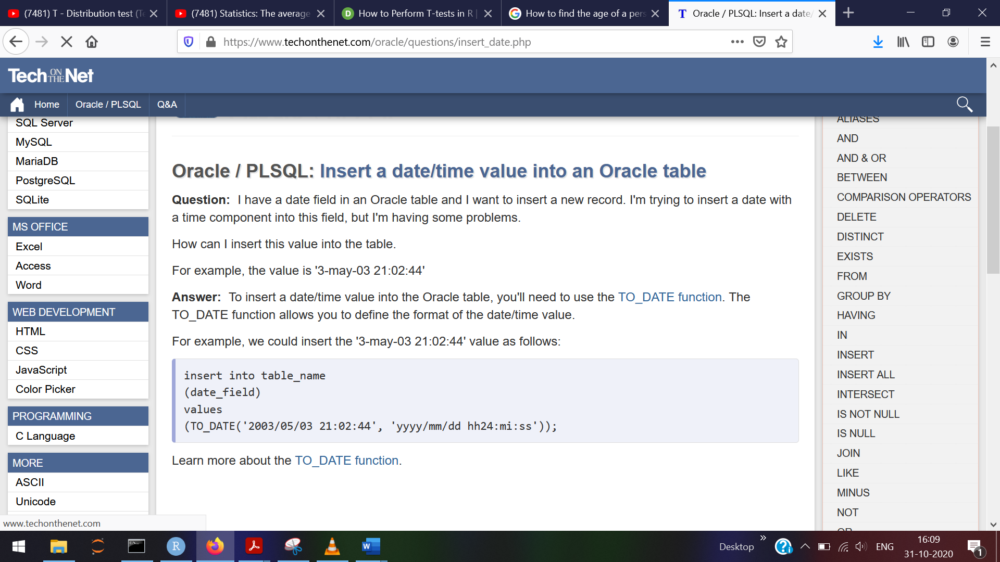 (7481) T - Distribution test (Te
(7481) Statistics: The average
How to Perform T-tests in R |
How to find the age of a pers
Oracle / PLSQL: Insert a date/
https://www.techonthenet.com/oracle/questions/insert_date.php
Tech ON THE Net
Home
Oracle / PLSQL
Q&A
SQL Server
MySQL
MariaDB
PostgreSQL
SQLite
MS OFFICE
Excel
Access
Word
WEB DEVELOPMENT
HTML
CSS
JavaScript
Color Picker
PROGRAMMING
C Language
MORE
ASCII
Unicode
www.techonthenet.com
Oracle / PLSQL: Insert a date/time value into an Oracle table
Question: I have a date field in an Oracle table and I want to insert a new record. I'm trying to insert a date with
a time component into this field, but I'm having some problems.
How can I insert this value into the table.
For example, the value is '3-may-03 21:02:44'
Answer: To insert a date/time value into the Oracle table, you'll need to use the TO_DATE function. The
TO_DATE function allows you to define the format of the date/time value.
For example, we could insert the '3-may-03 21:02:44' value as follows:
insert into table_name
(date_field)
values
(TO_DATE('2003/05/03 21:02:44', 'yyyy/mm/dd hh24:mi:ss'));
Learn more about the TO_DATE function.
ALIASES
AND
AND & OR
BETWEEN
COMPARISON OPERATORS
DELETE
DISTINCT
EXISTS
FROM
GROUP BY
HAVING
IN
INSERT
INSERT ALL
INTERSECT
IS NOT NULL
IS NULL
JOIN
LIKE
MINUS
NOT
OR
Desktop
ENG
16:09
31-10-2020
1